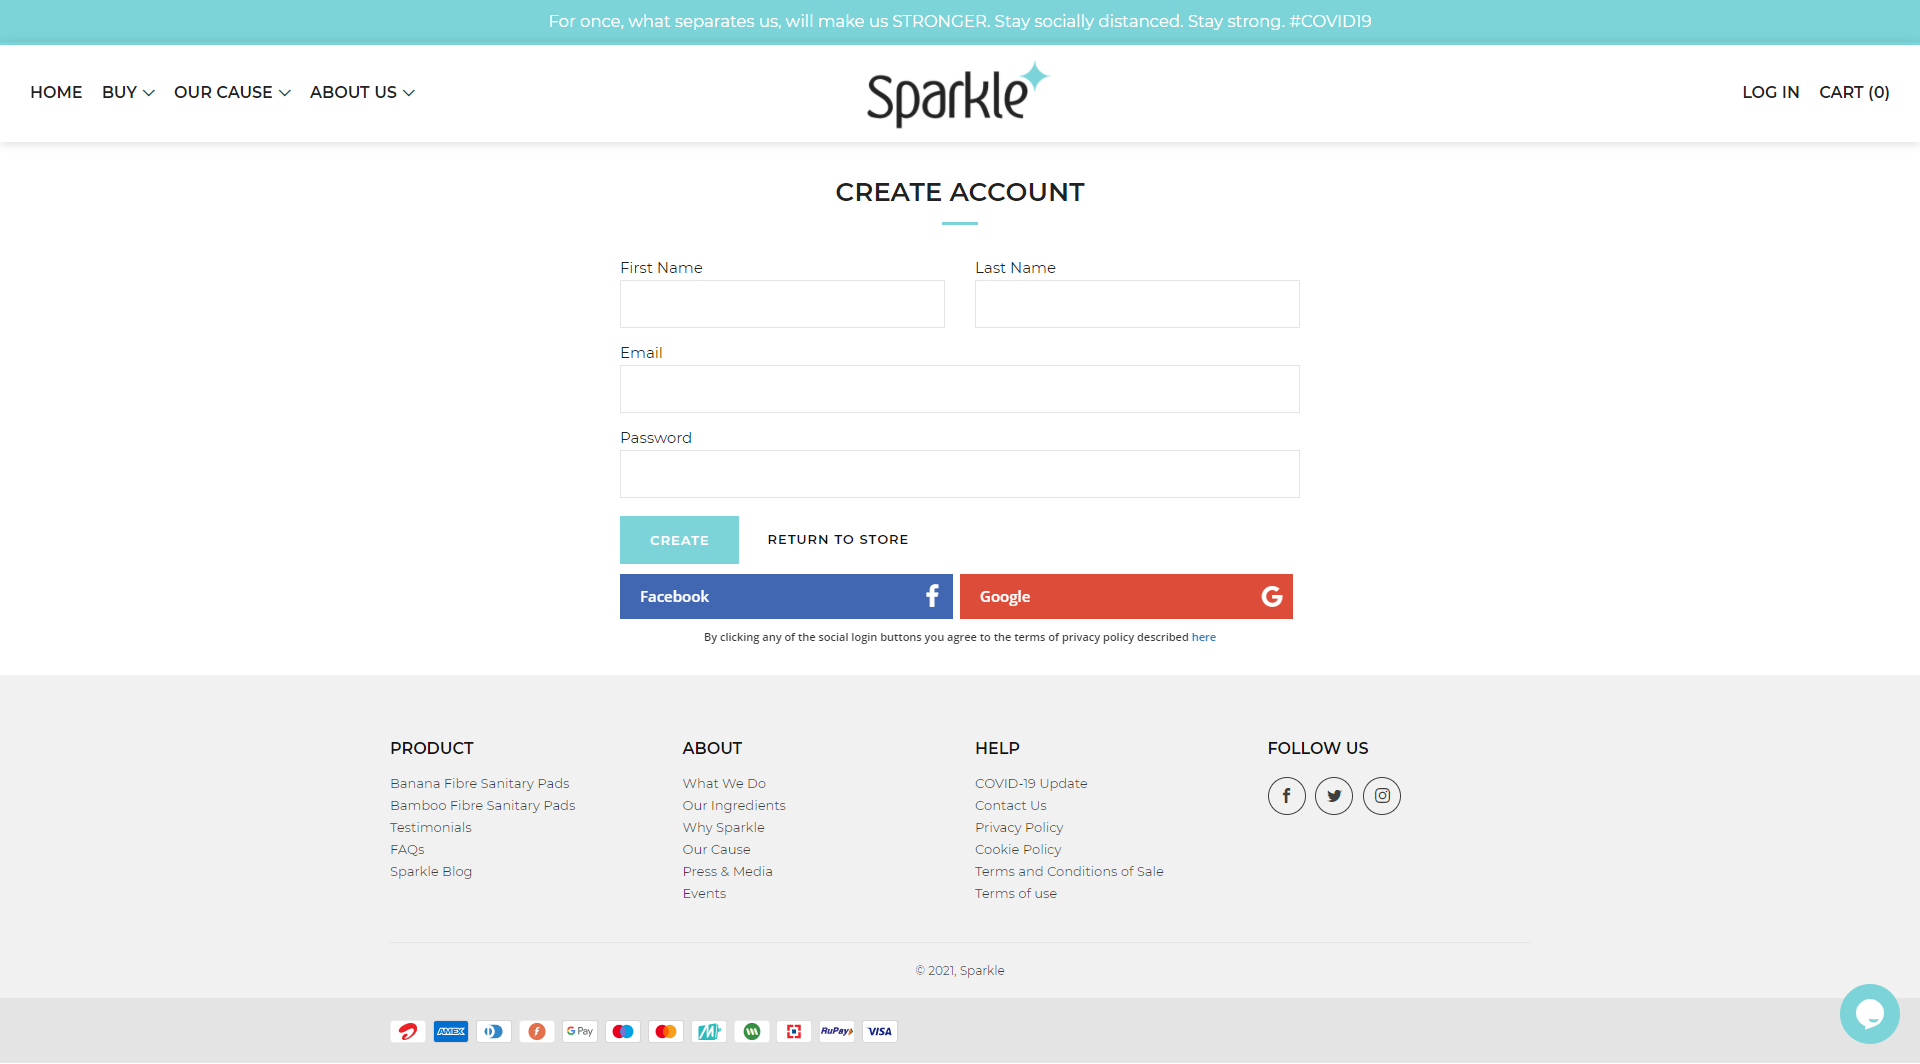 For once, what separates us, will make us STRONGER. Stay socially distanced. Stay strong. #COVID19
HOME BUY OUR CAUSE ABOUT US
Sparkle
LOG IN CART (0)
CREATE ACCOUNT
First Name
Last Name
Email
Password
CREATE RETURN TO STORE
Facebook
Google
By clicking any of the social login buttons you agree to the terms of privacy policy described here
PRODUCT
Banana Fibre Sanitary Pads
Bamboo Fibre Sanitary Pads
Testimonials
FAQs
Sparkle Blog
ABOUT
What We Do
Our Ingredients
Why Sparkle
Our Cause
Press & Media
Events
HELP
COVID-19 Update
Contact Us
Privacy Policy
Cookie Policy
Terms and Conditions of Sale
Terms of use
FOLLOW US
© 2021, Sparkle
AMEX G Pay RuPay VISA